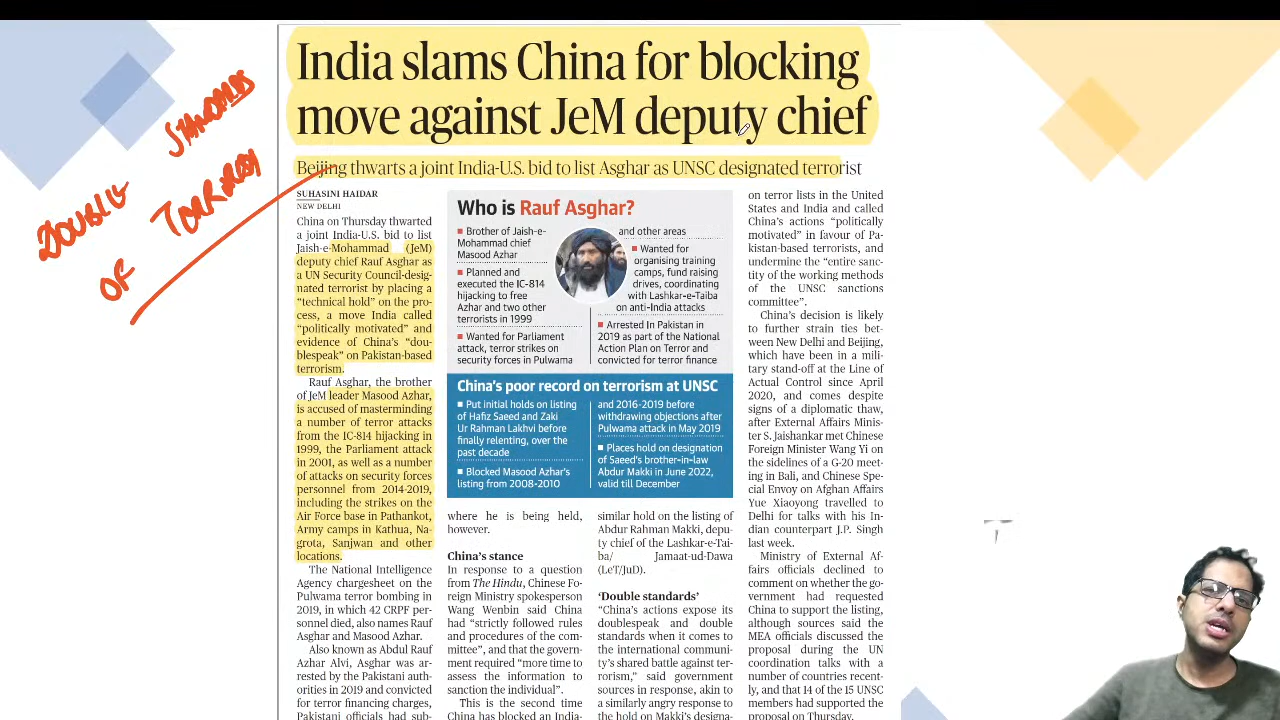 India slams China for blocking
move against JeM deputy chief
Beijing thwarts a joint India-U.S. bid to list Asghar as UNSC designated terrorist
DOUBLE
STANDARDS
OF
SUHASINI HAIDAR
NEW DELHI
China on Thursday thwarted
a joint India-U.S. bid to list
Jaish-e-Mohammad (JeM)
deputy chief Rauf Asghar as
a UN Security Council-desig-
nated terrorist by placing a
“technical hold” on the pro-
cess, a move India called
“politically motivated” and
evidence of China’s “dou-
blespeak” on Pakistan-based
terrorism.
Rauf Asghar, the brother
of JeM leader Masood Azhar,
is accused of masterminding
a number of terror attacks
from the IC-814 hijacking in
1999, the Parliament attack
in 2001, as well as a number
of attacks on security forces
personnel from 2014-2019,
including the strikes on the
Air Force base in Pathankot,
Army camps in Kathua, Na-
grota, Sanjwan and other
locations.
The National Intelligence
Agency chargesheet on the
Pulwama terror bombing in
2019, in which 42 CRPF per-
sonnel died, also names Rauf
Asghar and Masood Azhar.
Also known as Abdul Rauf
Azhar Alvi, Asghar was ar-
rested by the Pakistani auth-
orities in 2019 and convicted
for terror financing charges,
Pakistani officials had sub-
Who is Rauf Asghar?
Brother of Jaish-e-
Mohammad chief
Masood Azhar
Planned and
executed the IC-814
hijacking to free
Azhar and two other
terrorists in 1999
Wanted for Parliament
attack, terror strikes on
security forces in Pulwama
and other areas
Wanted for
organising training
camps, fund raising
drives, coordinating
with Lashkar-e-Taiba
on anti-India attacks
Arrested In Pakistan in
2019 as part of the National
Action Plan on Terror and
convicted for terror finance
China’s poor record on terrorism at UNSC
Put initial holds on listing
of Hafiz Saeed and Zaki
Ur Rahman Lakhvi before
finally relenting, over the
past decade
Blocked Masood Azhar’s
listing from 2008-2010
and 2016-2019 before
withdrawing objections after
Pulwama attack in May 2019
Places hold on designation
of Saeed’s brother-in-law
Abdur Makki in June 2022,
valid till December
where he is being held,
however.
China’s stance
In response to a question
from The Hindu, Chinese Fo-
reign Ministry spokesperson
Wang Wenbin said China
had “strictly followed rules
and procedures of the com-
mittee”, and that the govern-
ment required “more time to
assess the information to
sanction the individual”.
This is the second time
China has blocked an India-
similar hold on the listing of
Abdur Rahman Makki, depu-
ty chief of the Lashkar-e-Tai-
ba/ Jamaat-ud-Dawa
(LeT/JuD).
‘Double standards’
“China’s actions expose its
doublespeak and double
standards when it comes to
the international communi-
ty’s shared battle against ter-
rorism,” said government
sources in response, akin to
a similarly angry response to
the hold on Makki’s designa-
on terror lists in the United
States and India and called
China’s actions “politically
motivated” in favour of Pa-
kistan-based terrorists, and
undermine the “entire sanc-
tity of the working methods
of the UNSC sanctions
committee”.
China’s decision is likely
to further strain ties bet-
ween New Delhi and Beijing,
which have been in a mili-
tary stand-off at the Line of
Actual Control since April
2020, and comes despite
signs of a diplomatic thaw,
after External Affairs Minis-
ter S. Jaishankar met Chinese
Foreign Minister Wang Yi on
the sidelines of a G-20 meet-
ing in Bali, and Chinese Spe-
cial Envoy on Afghan Affairs
Yue Xiaoyong travelled to
Delhi for talks with his In-
dian counterpart J.P. Singh
last week.
Ministry of External Af-
fairs officials declined to
comment on whether the go-
vernment had requested
China to support the listing,
although sources said the
MEA officials discussed the
proposal during the UN
coordination talks with a
number of countries recent-
ly, and that 14 of the 15 UNSC
members had supported the
proposal on Thursday.